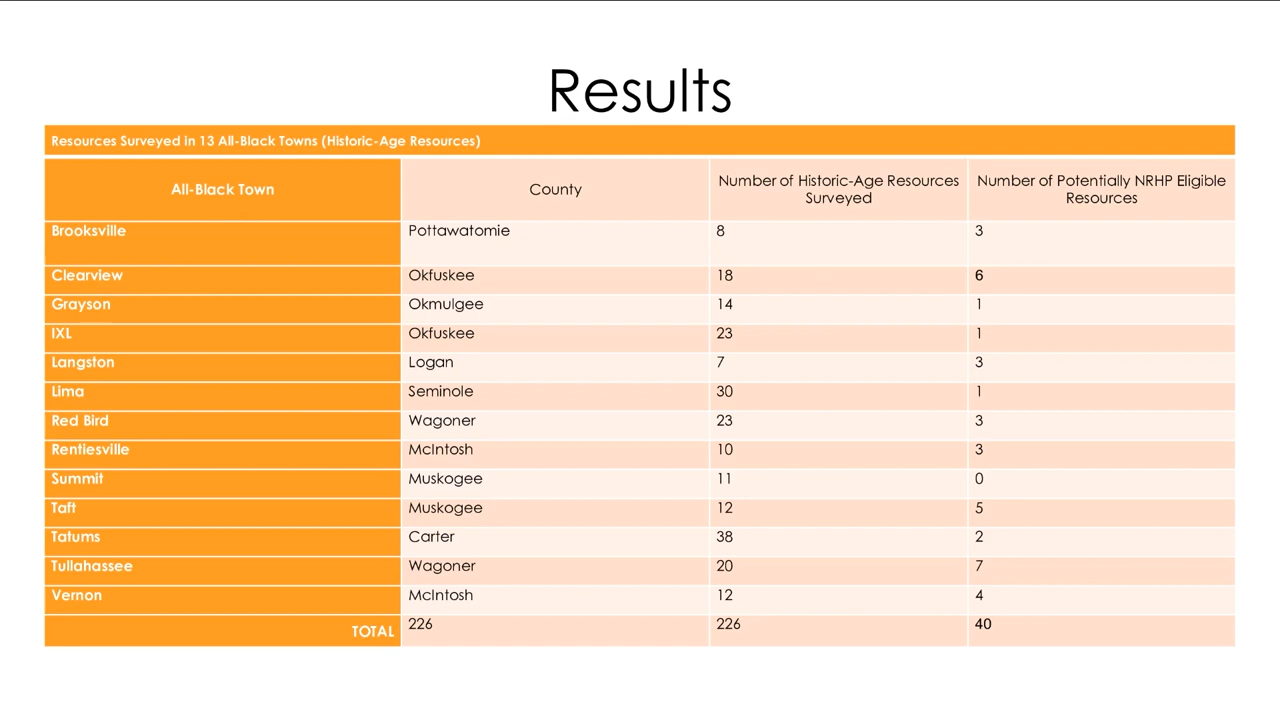 Results
Resources Surveyed in 13 All-Black Towns (Historic-Age Resources)
All-Black Town County Number of Historic-Age Resources Surveyed Number of Potentially NRHP Eligible Resources
Brooksville Pottawatomie 8 3
Clearview Okfuskee 18 6
Grayson Okmulgee 14 1
IXL Okfuskee 23 1
Langston Logan 7 3
Lima Seminole 30 1
Red Bird Wagoner 23 3
Rentiesville McIntosh 10 3
Summit Muskogee 11 0
Taft Muskogee 12 5
Tatums Carter 38 2
Tullahassee Wagoner 20 7
Vernon McIntosh 12 4
TOTAL 226 226 40